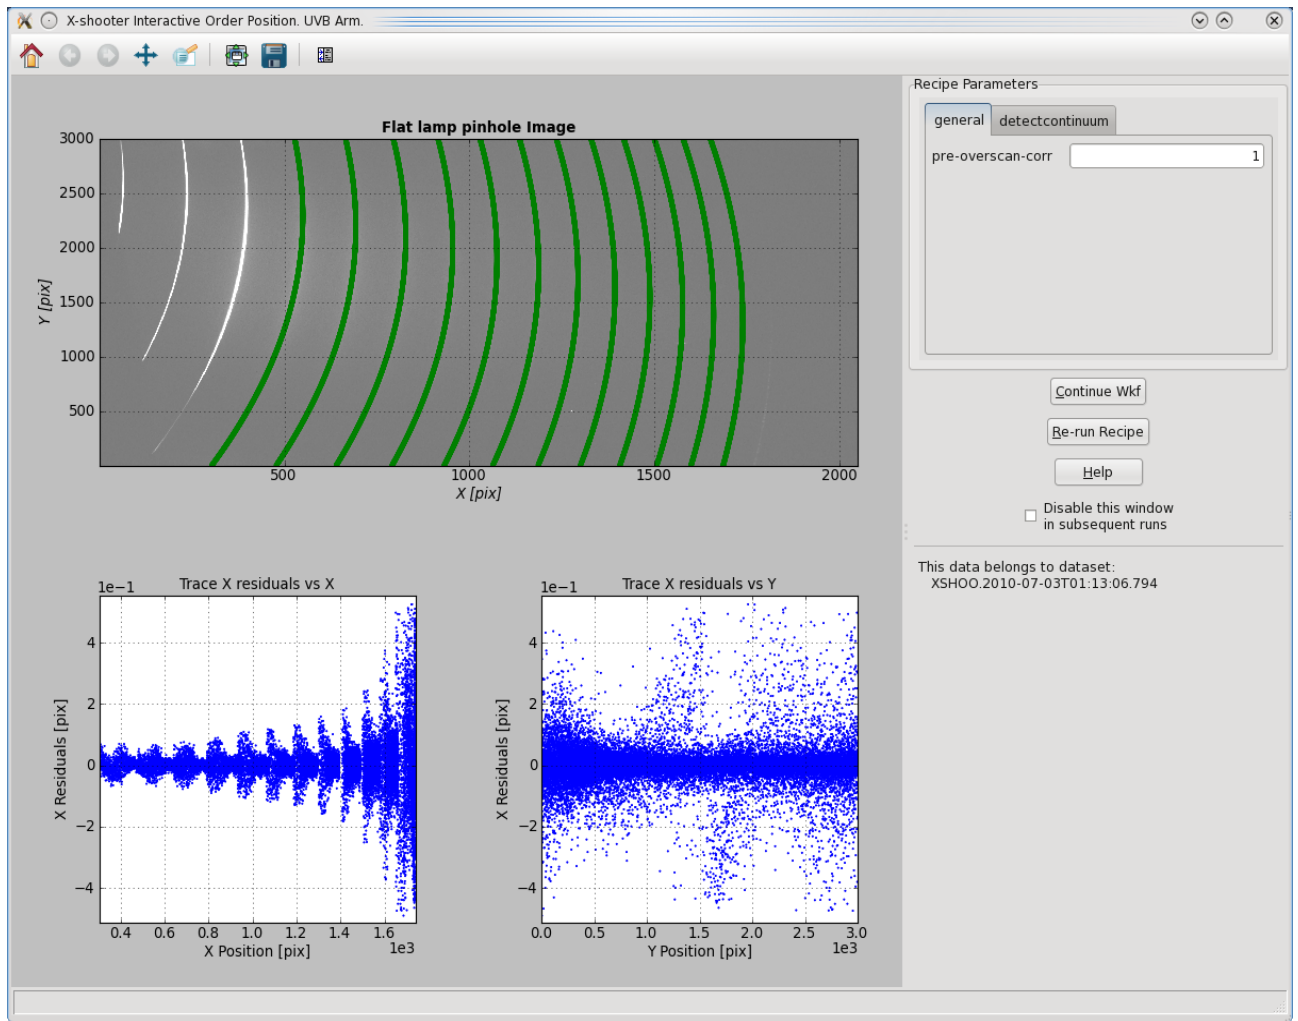 X-shooter Interactive Order Position. UVB Arm.
Recipe Parameters
general
detectcontinuum
pre-overscan-corr
1
Continue Wkf
Re-run Recipe
Help
Disable this window
in subsequent runs
This data belongs to dataset:
XSHOO.2010-07-03T01:13:06.794
Flat lamp pinhole Image
3000
2500
2000
1500
1000
500
Y [pix]
500
1000
1500
2000
X [pix]
1e−1
Trace X residuals vs X
4
2
0
−2
−4
X Residuals [pix]
0.4
0.6
0.8
1.0
1.2
1.4
1.6
1e3
X Position [pix]
1e−1
Trace X residuals vs Y
4
2
0
−2
−4
X Residuals [pix]
0.0
0.5
1.0
1.5
2.0
2.5
3.0
1e3
Y Position [pix]